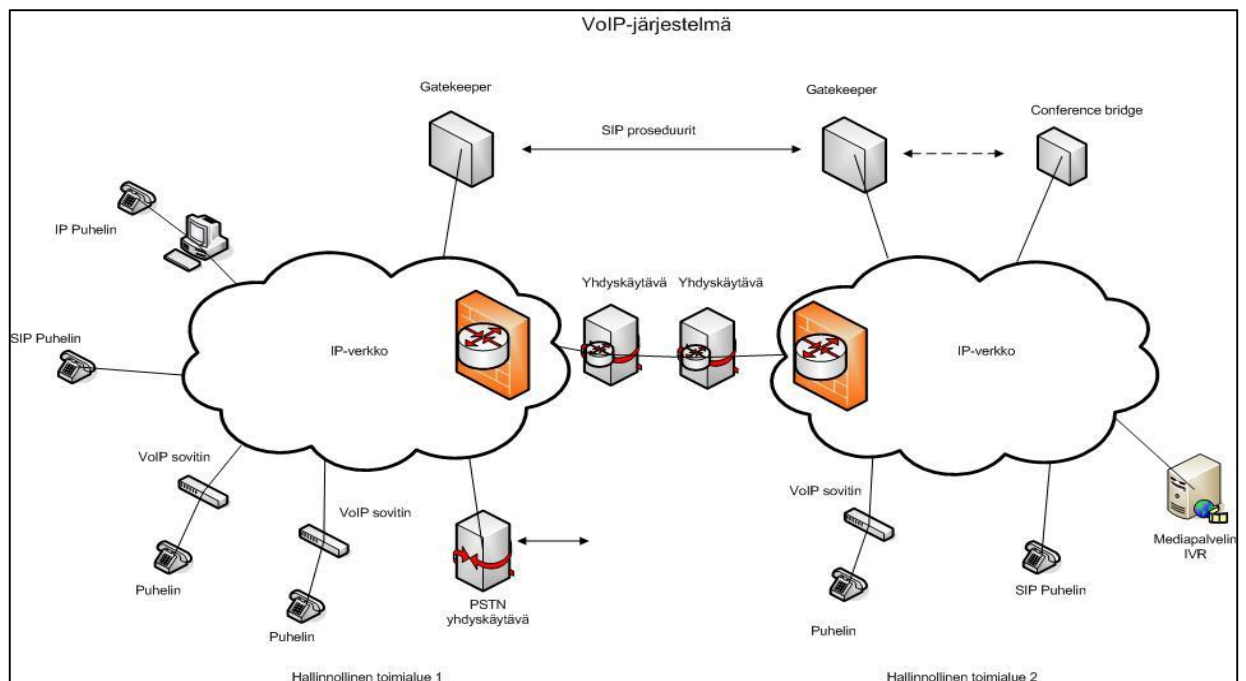 VoIP-järjestelmä
Gatekeeper
Gatekeeper
Conference bridge
SIP proseduurit
IP Puhelin
Yhdyskäytävä
Yhdyskäytävä
SIP Puhelin
IP-verkko
IP-verkko
VoIP sovitin
VoIP sovitin
VoIP sovitin
Mediapalvelin
IVR
Puhelin
SIP Puhelin
PSTN
yhdyskäytävä
Puhelin
Puhelin
Hallinnollinen toimialue 1
Hallinnollinen toimialue 2